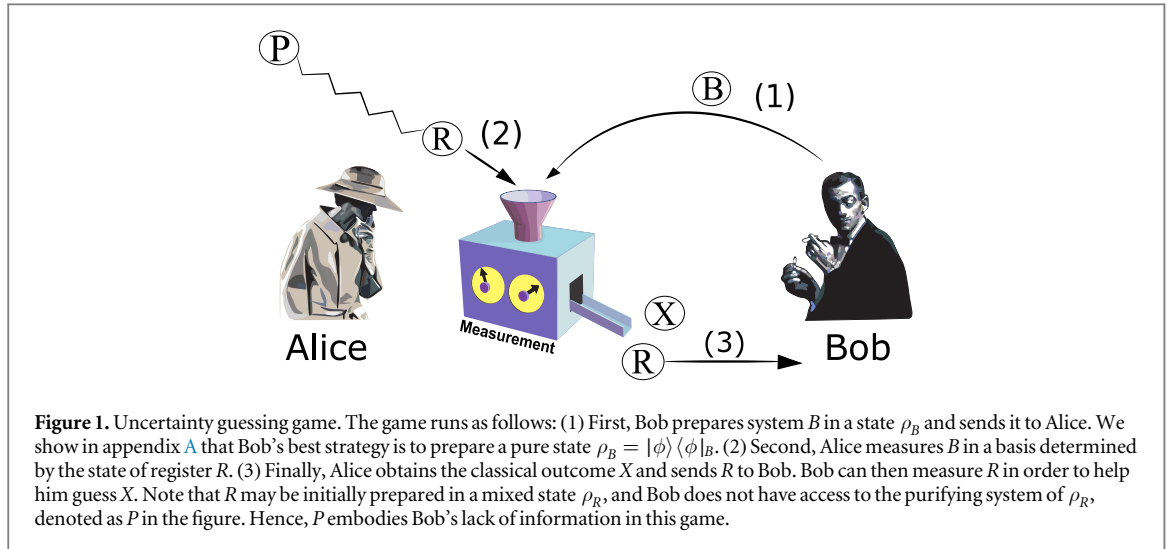 P
B
(1)
R
(2)
X
Measurement
Alice
R
(3)
Bob
Figure 1. Uncertainty guessing game. The game runs as follows: (1) First, Bob prepares system B in a state ρ_B and sends it to Alice. We
show in appendix A that Bob's best strategy is to prepare a pure state ρ_B = |ϕ⟩⟨ϕ|_B. (2) Second, Alice measures B in a basis determined
by the state of register R. (3) Finally, Alice obtains the classical outcome X and sends R to Bob. Bob can then measure R in order to help
him guess X. Note that R may be initially prepared in a mixed state ρ_R, and Bob does not have access to the purifying system of ρ_R,
denoted as P in the figure. Hence, P embodies Bob's lack of information in this game.